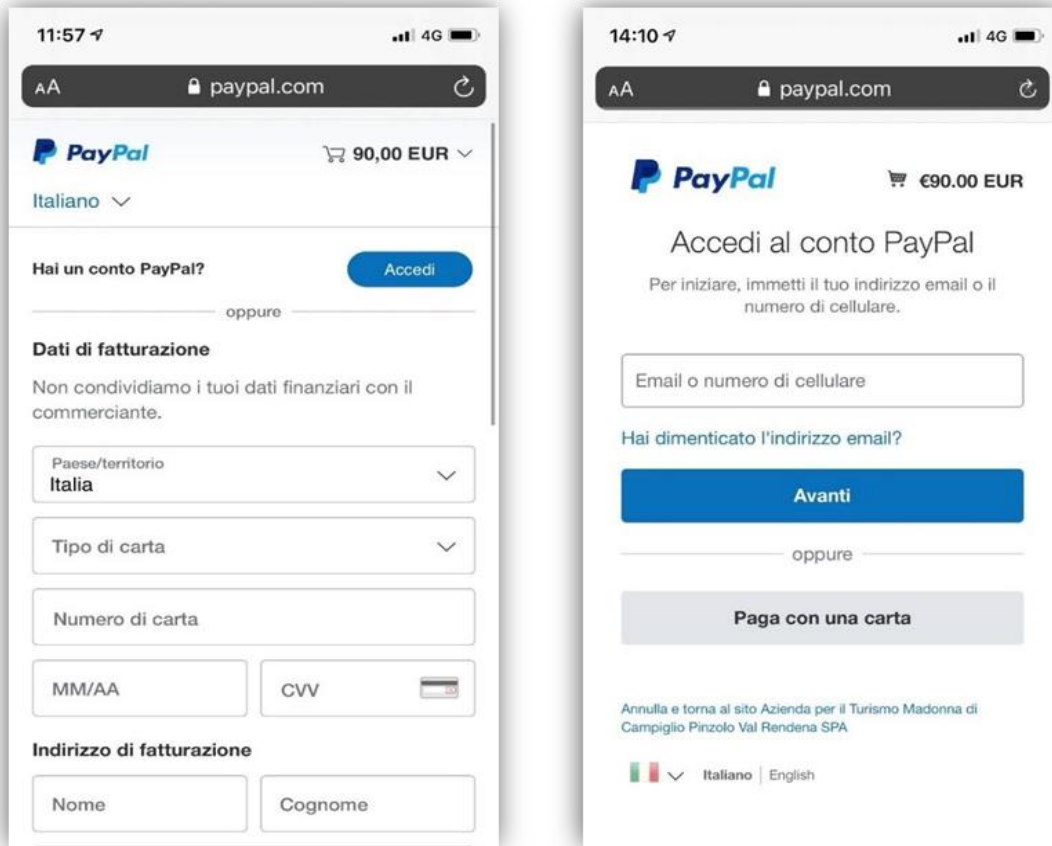 11:57
4G
AA
paypal.com
PayPal
90,00 EUR
Italiano
Hai un conto PayPal?
Accedi
oppure
Dati di fatturazione
Non condividiamo i tuoi dati finanziari con il
commerciante.
Paese/territorio
Italia
Tipo di carta
Numero di carta
MM/AA
CVV
Indirizzo di fatturazione
Nome
Cognome
14:10
4G
AA
paypal.com
PayPal
€90.00 EUR
Accedi al conto PayPal
Per iniziare, immetti il tuo indirizzo email o il
numero di cellulare.
Email o numero di cellulare
Hai dimenticato l'indirizzo email?
Avanti
oppure
Paga con una carta
Annulla e torna al sito Azienda per il Turismo Madonna di
Campiglio Pinzolo Val Rendena SPA
Italiano | English